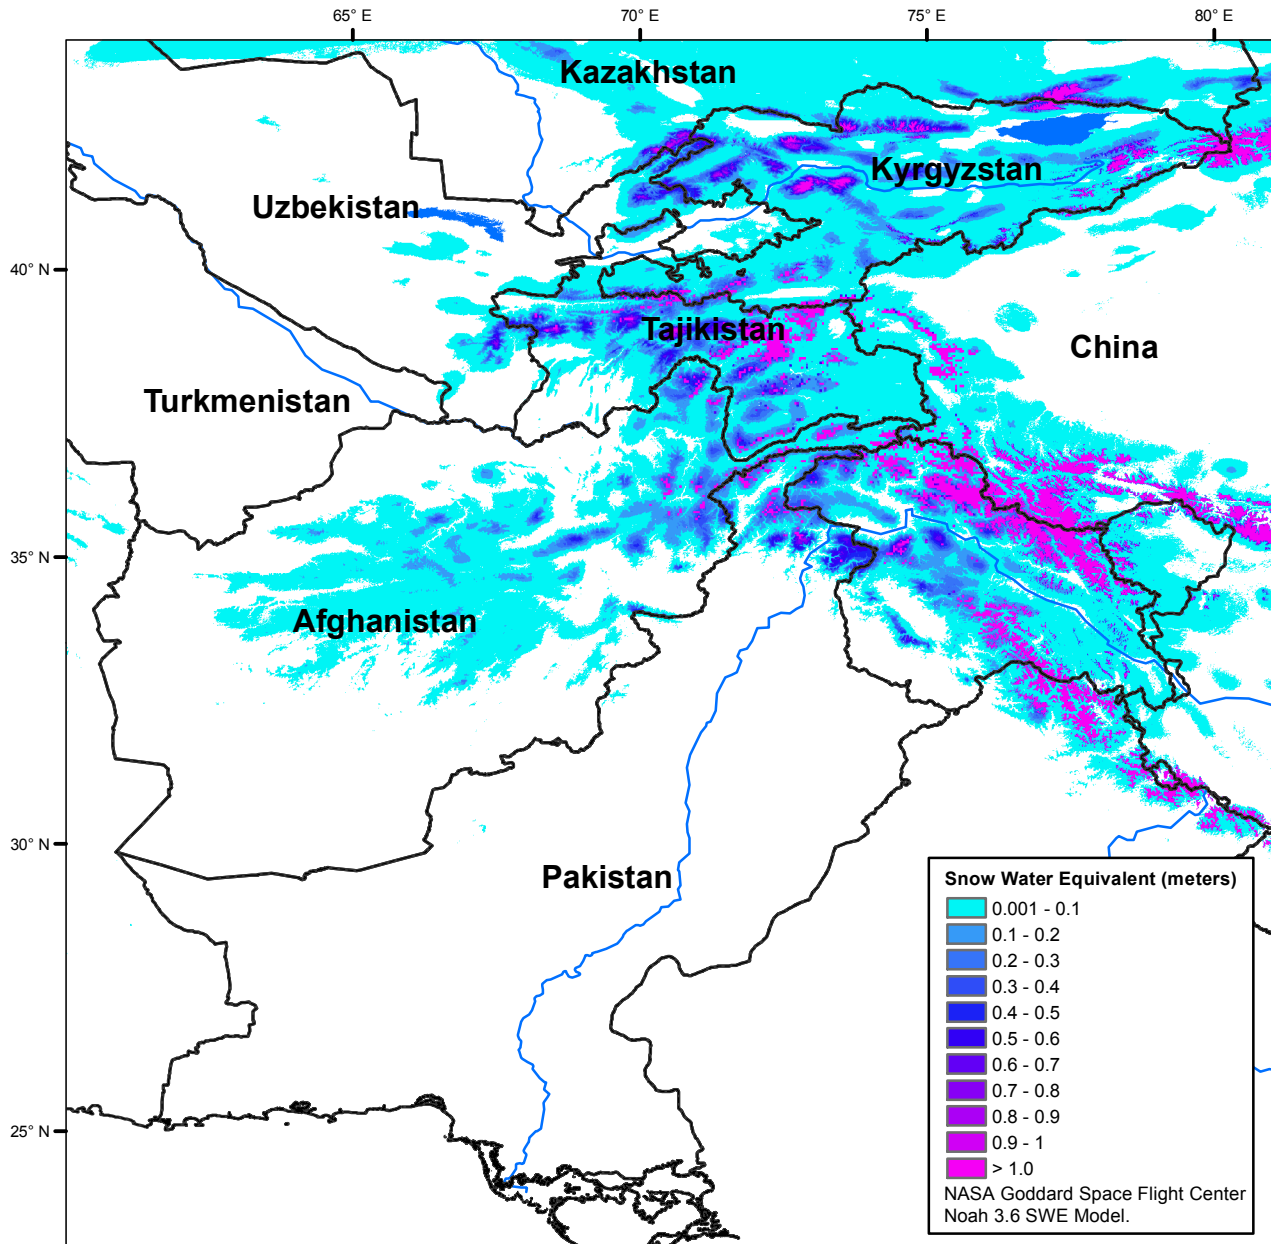 65° E
70° E
75° E
80° E
Kazakhstan
Kyrgyzstan
Uzbekistan
40° N
Tajikistan
China
Turkmenistan
35° N
Afghanistan
30° N
Pakistan
25° N
Snow Water Equivalent (meters)
0.001 - 0.1
0.1 - 0.2
0.2 - 0.3
0.3 - 0.4
0.4 - 0.5
0.5 - 0.6
0.6 - 0.7
0.7 - 0.8
0.8 - 0.9
0.9 - 1
> 1.0
NASA Goddard Space Flight Center
Noah 3.6 SWE Model.